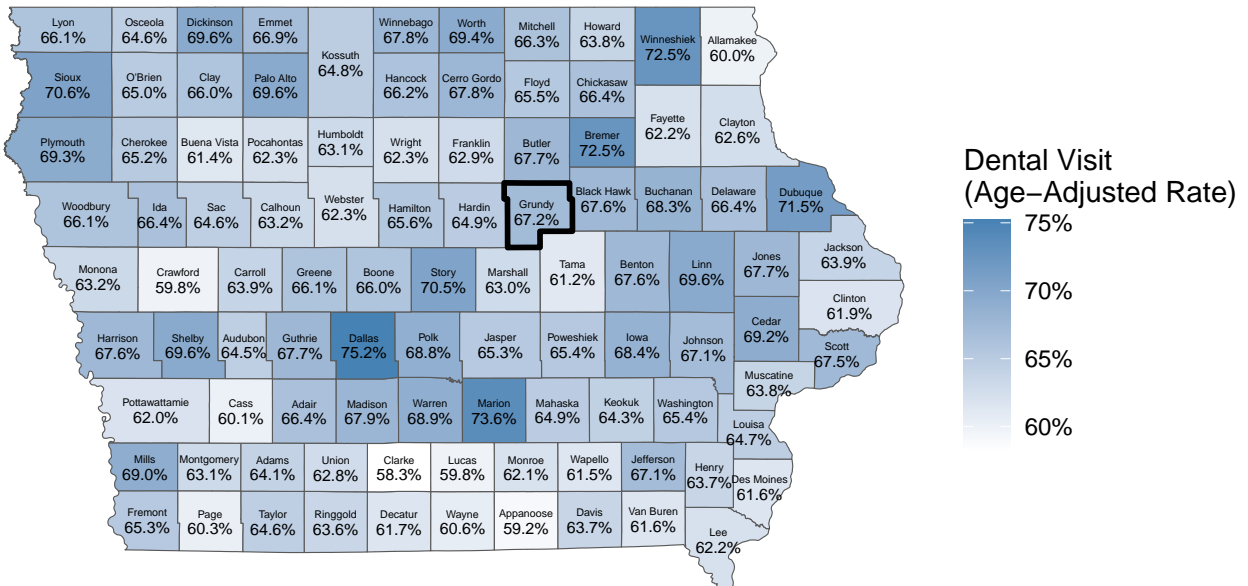 Lyon
66.1%
Osceola
64.6%
Dickinson
69.6%
Emmet
66.9%
Kossuth
64.8%
Winnebago
67.8%
Worth
69.4%
Mitchell
66.3%
Howard
63.8%
Winneshiek
72.5%
Allamakee
60.0%
Sioux
70.6%
O'Brien
65.0%
Clay
66.0%
Palo Alto
69.6%
Hancock
66.2%
Cerro Gordo
67.8%
Floyd
65.5%
Chickasaw
66.4%
Fayette
62.2%
Clayton
62.6%
Plymouth
69.3%
Cherokee
65.2%
Buena Vista
61.4%
Pocahontas
62.3%
Humboldt
63.1%
Wright
62.3%
Franklin
62.9%
Butler
67.7%
Bremer
72.5%
Woodbury
66.1%
Ida
66.4%
Sac
64.6%
Calhoun
63.2%
Webster
62.3%
Hamilton
65.6%
Hardin
64.9%
Grundy
67.2%
Black Hawk
67.6%
Buchanan
68.3%
Delaware
66.4%
Dubuque
71.5%
Monona
63.2%
Crawford
59.8%
Carroll
63.9%
Greene
66.1%
Boone
66.0%
Story
70.5%
Marshall
63.0%
Tama
61.2%
Benton
67.6%
Linn
69.6%
Jones
67.7%
Jackson
63.9%
Clinton
61.9%
Harrison
67.6%
Shelby
69.6%
Audubon
64.5%
Guthrie
67.7%
Dallas
75.2%
Polk
68.8%
Jasper
65.3%
Poweshiek
65.4%
Iowa
68.4%
Johnson
67.1%
Cedar
69.2%
Scott
67.5%
Muscatine
63.8%
Pottawattamie
62.0%
Cass
60.1%
Adair
66.4%
Madison
67.9%
Warren
68.9%
Marion
73.6%
Mahaska
64.9%
Keokuk
64.3%
Washington
65.4%
Louisa
64.7%
Mills
69.0%
Montgomery
63.1%
Adams
64.1%
Union
62.8%
Clarke
58.3%
Lucas
59.8%
Monroe
62.1%
Wapello
61.5%
Jefferson
67.1%
Henry
63.7%
Des Moines
61.6%
Fremont
65.3%
Page
60.3%
Taylor
64.6%
Ringgold
63.6%
Decatur
61.7%
Wayne
60.6%
Appanoose
59.2%
Davis
63.7%
Van Buren
61.6%
Lee
62.2%
Dental Visit
(Age−Adjusted Rate)
75%
70%
65%
60%